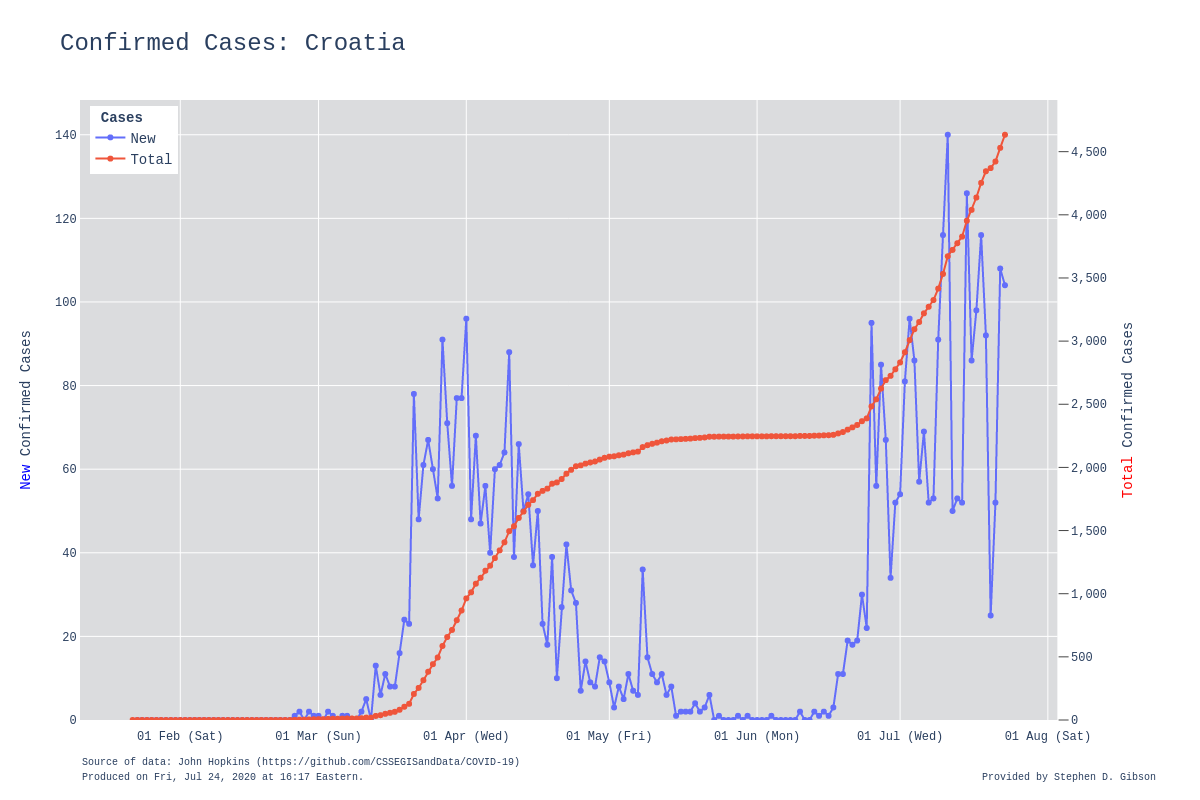 Confirmed Cases: Croatia
Cases
New
Total
140
120
100
80
60
40
20
0
4,500
4,000
3,500
3,000
2,500
2,000
1,500
1,000
500
0
New Confirmed Cases
Total Confirmed Cases
01 Feb (Sat)
01 Mar (Sun)
01 Apr (Wed)
01 May (Fri)
01 Jun (Mon)
01 Jul (Wed)
01 Aug (Sat)
Source of data: John Hopkins (https://github.com/CSSEGISandData/COVID-19)
Produced on Fri, Jul 24, 2020 at 16:17 Eastern.
Provided by Stephen D. Gibson